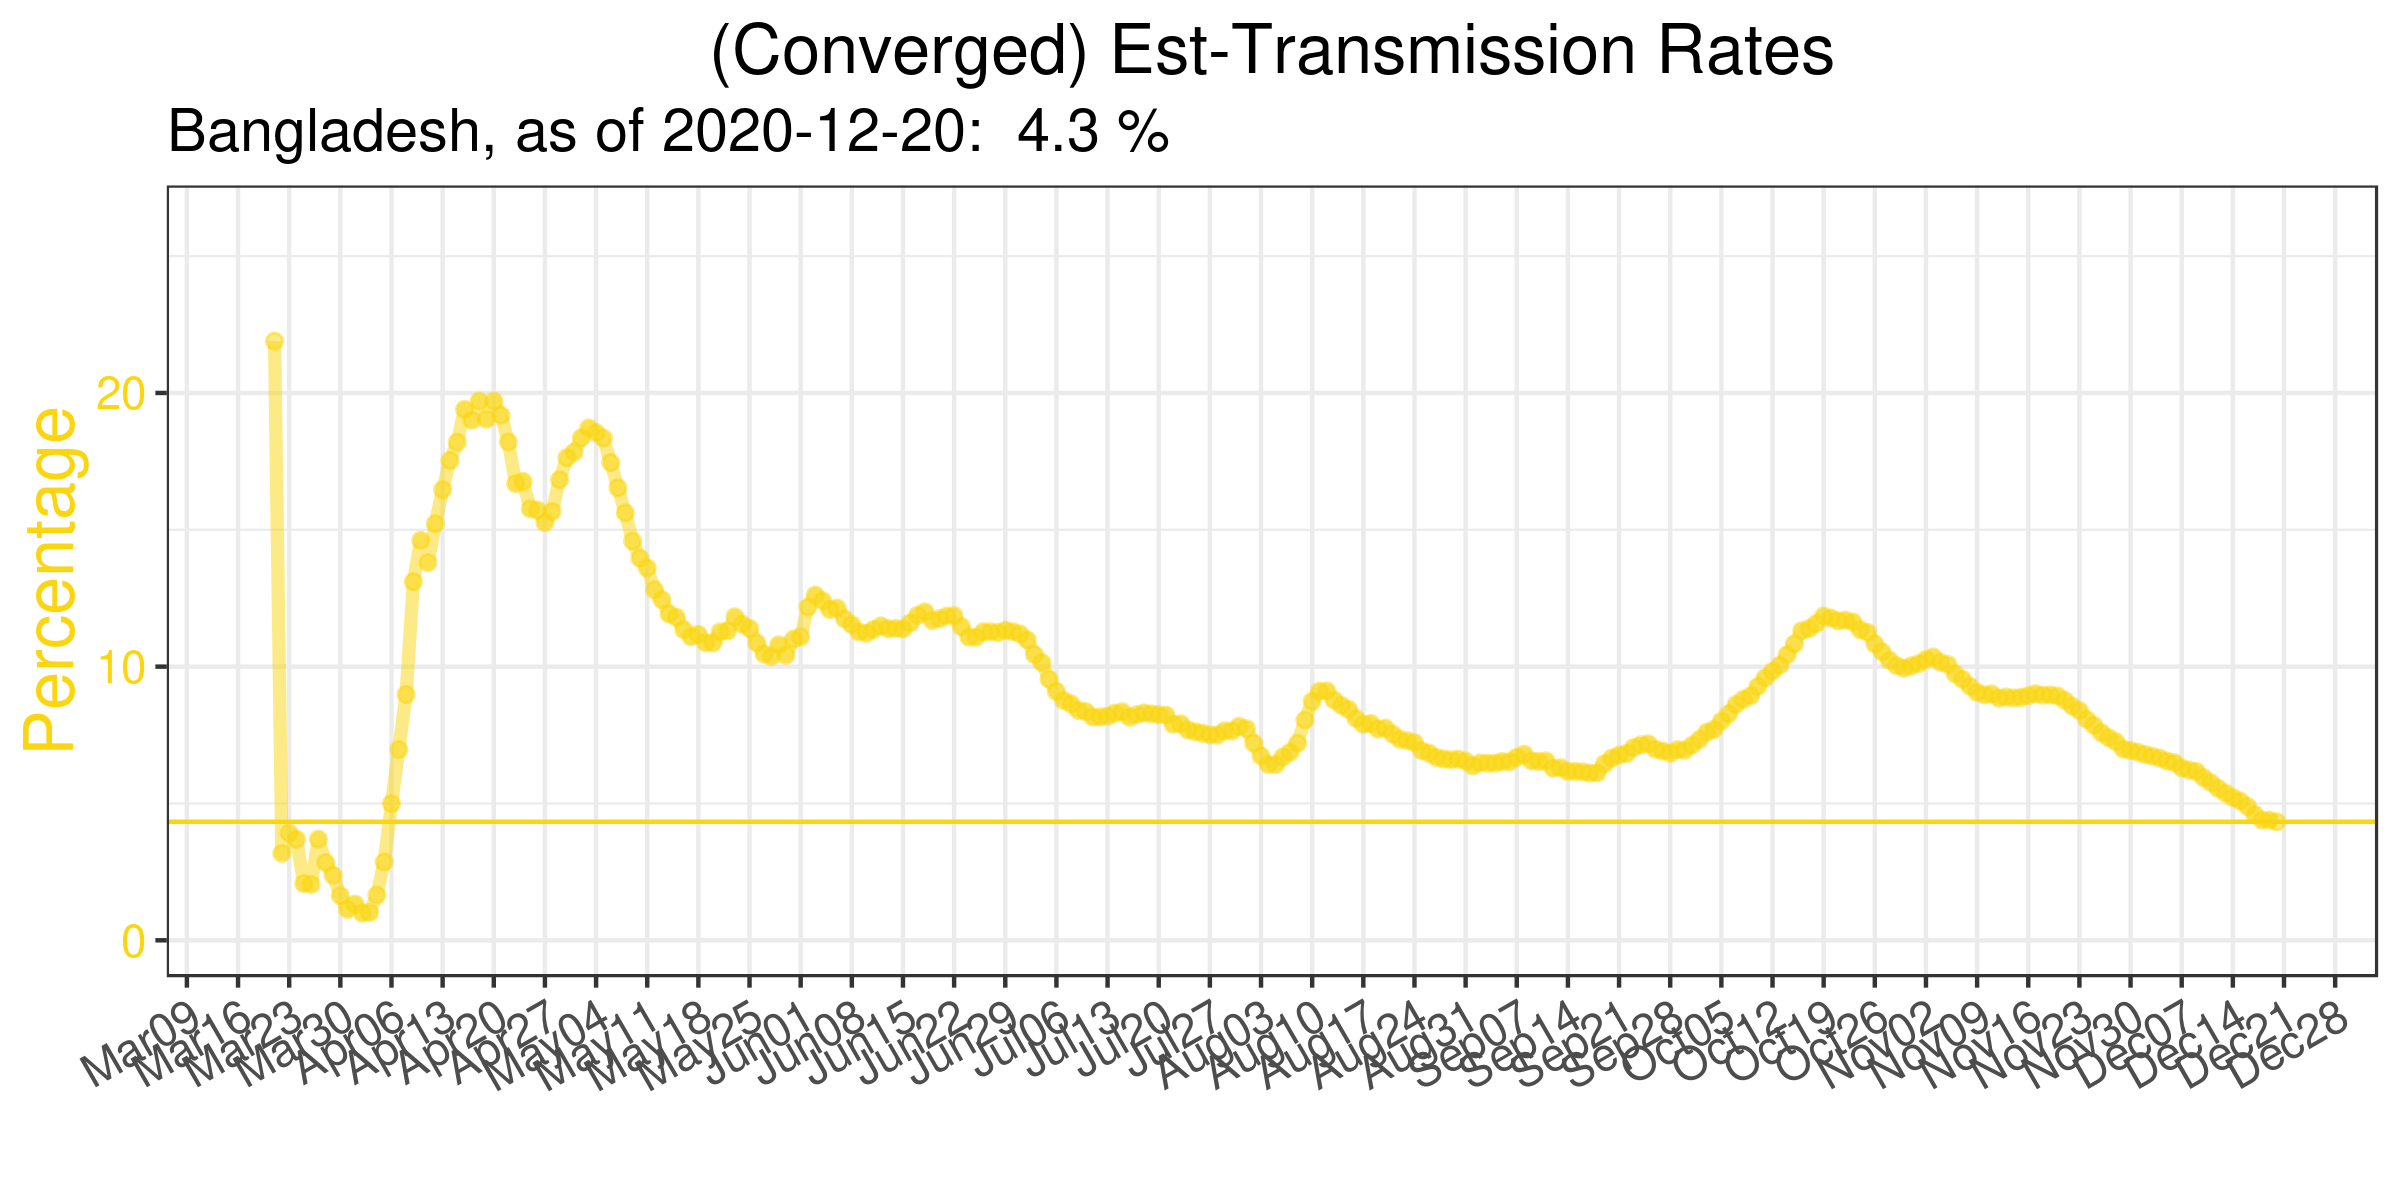 (Converged) Est-Transmission Rates
Bangladesh, as of 2020-12-20:  4.3 %
Percentage
20
10
0
Mar09
Mar16
Mar23
Mar30
Apr06
Apr13
Apr20
Apr27
May04
May11
May18
May25
Jun01
Jun08
Jun15
Jun22
Jun29
Jul06
Jul13
Jul20
Jul27
Aug03
Aug10
Aug17
Aug24
Aug31
Sep07
Sep14
Sep21
Sep28
Oct05
Oct12
Oct19
Oct26
Nov02
Nov09
Nov16
Nov23
Nov30
Dec07
Dec14
Dec21
Dec28